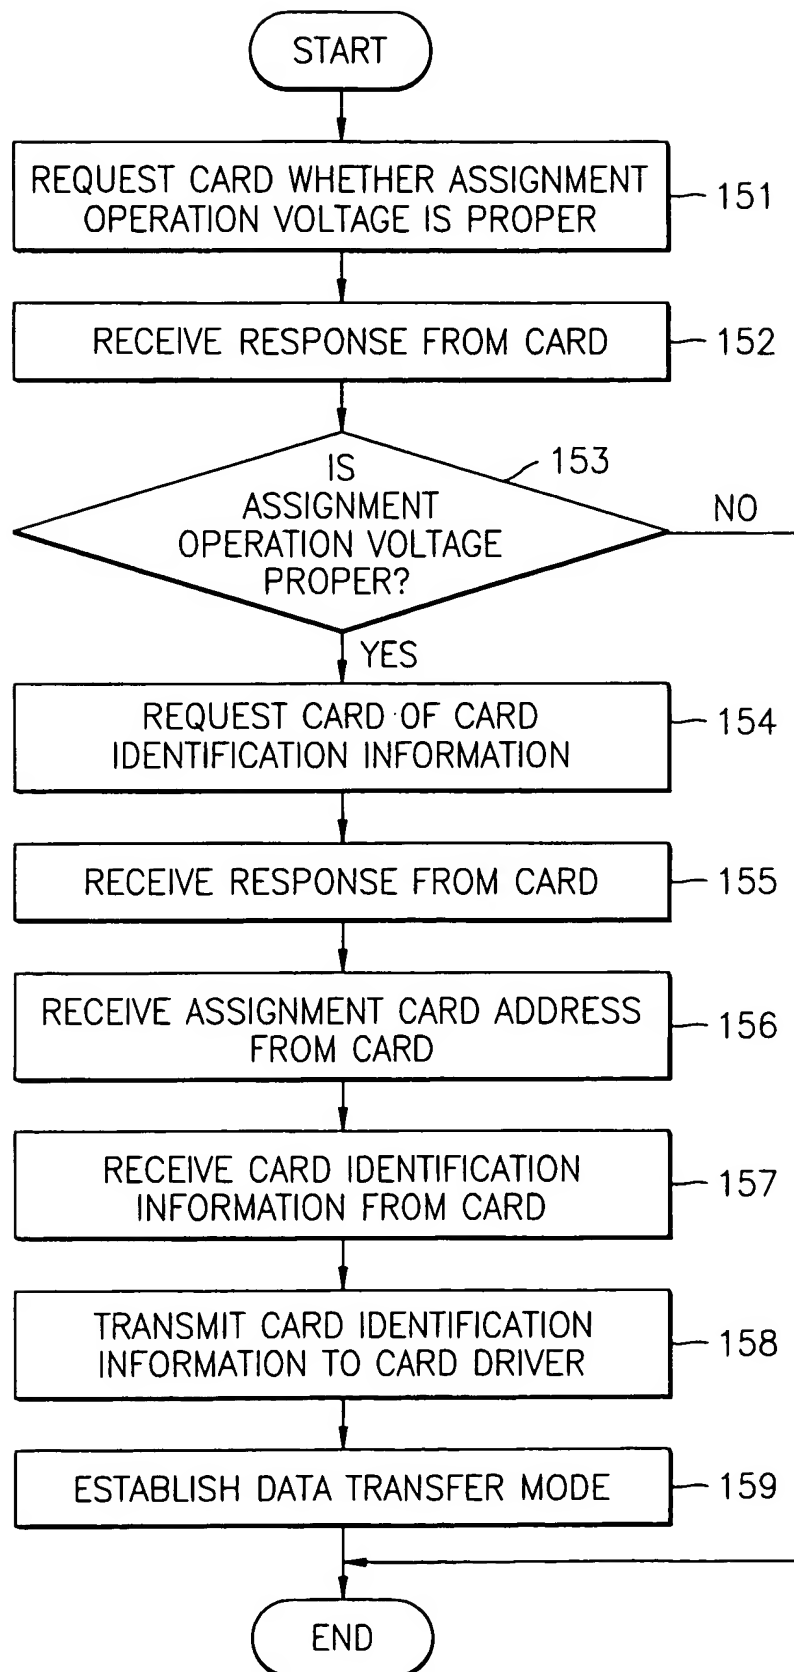 START
REQUEST CARD WHETHER ASSIGNMENT
OPERATION VOLTAGE IS PROPER
151
RECEIVE RESPONSE FROM CARD
152
IS
ASSIGNMENT
OPERATION VOLTAGE
PROPER?
153
NO
YES
REQUEST CARD OF CARD
IDENTIFICATION INFORMATION
154
RECEIVE RESPONSE FROM CARD
155
RECEIVE ASSIGNMENT CARD ADDRESS
FROM CARD
156
RECEIVE CARD IDENTIFICATION
INFORMATION FROM CARD
157
TRANSMIT CARD IDENTIFICATION
INFORMATION TO CARD DRIVER
158
ESTABLISH DATA TRANSFER MODE
159
END